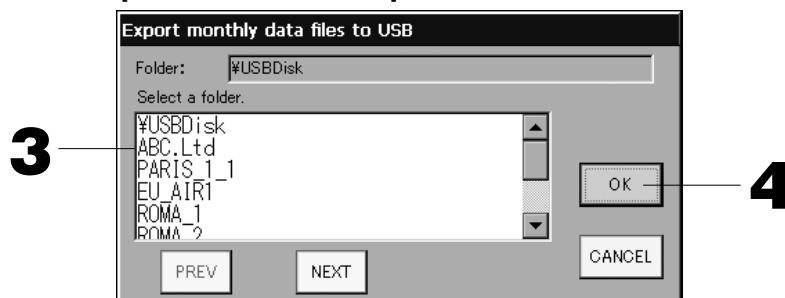 Export monthly data files to USB
Folder: ¥USBDisk
Select a folder.
¥USBDisk
ABC.Ltd
PARIS_1_1
EU_AIR1
ROMA_1
ROMA_2
3
OK
4
PREV
NEXT
CANCEL